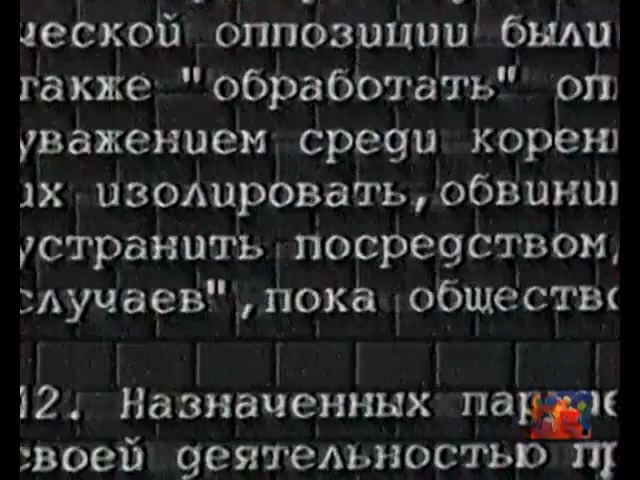 ческой оппозиции были
также "обработать" оп
уважением среди корен
их изолировать,обвини
устранить посредством,
случаев",пока обществ
12. Назначенных пар
своей деятельностью пр